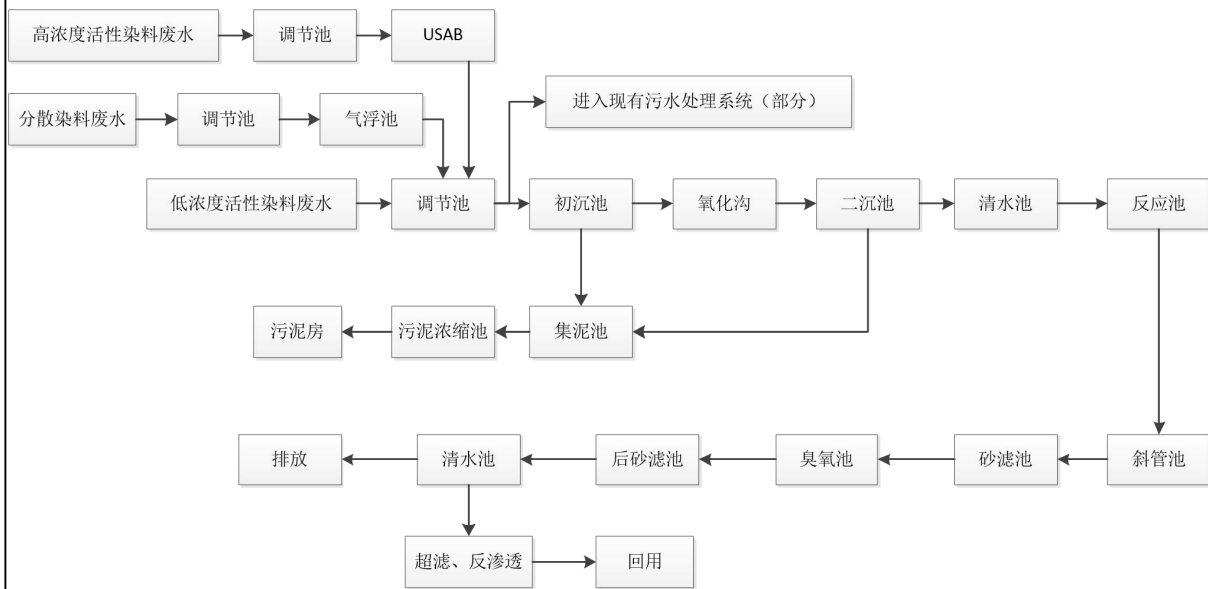 高浓度活性染料废水
调节池
USAB
分散染料废水
调节池
气浮池
进入现有污水处理系统（部分）
低浓度活性染料废水
调节池
初沉池
氧化沟
二沉池
清水池
反应池
污泥房
污泥浓缩池
集泥池
排放
清水池
后砂滤池
臭氧池
砂滤池
斜管池
超滤、反渗透
回用